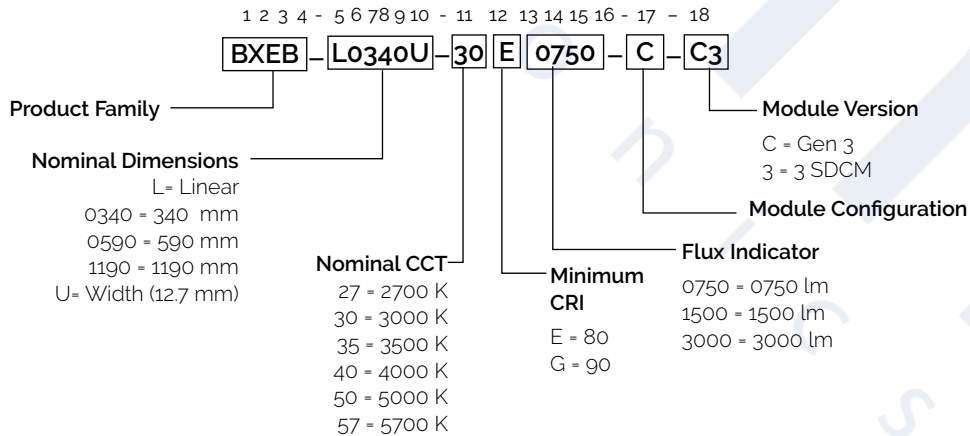 1 2 3 4 - 5 6 78 9 10 - 11 12 13 14 15 16 - 17 - 18
BXEB - L0340U - 30 E 0750 - C - C3
Product Family
Nominal Dimensions
L= Linear
0340 = 340 mm
0590 = 590 mm
1190 = 1190 mm
U= Width (12.7 mm)
Nominal CCT
27 = 2700 K
30 = 3000 K
35 = 3500 K
40 = 4000 K
50 = 5000 K
57 = 5700 K
Minimum
CRI
E = 80
G = 90
Flux Indicator
0750 = 0750 lm
1500 = 1500 lm
3000 = 3000 lm
Module Configuration
Module Version
C = Gen 3
3 = 3 SDCM